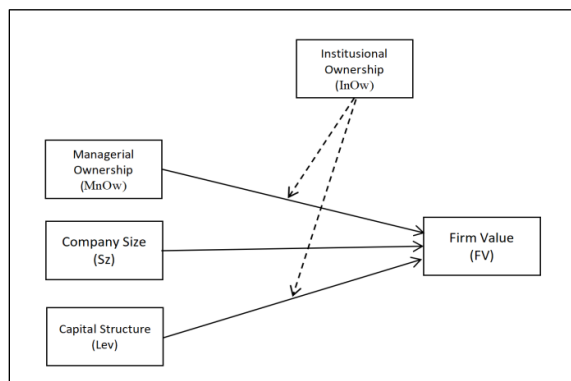 Institusional
Ownership
(InOw)
Managerial
Ownership
(MnOw)
Company Size
(Sz)
Firm Value
(FV)
Capital Structure
(Lev)